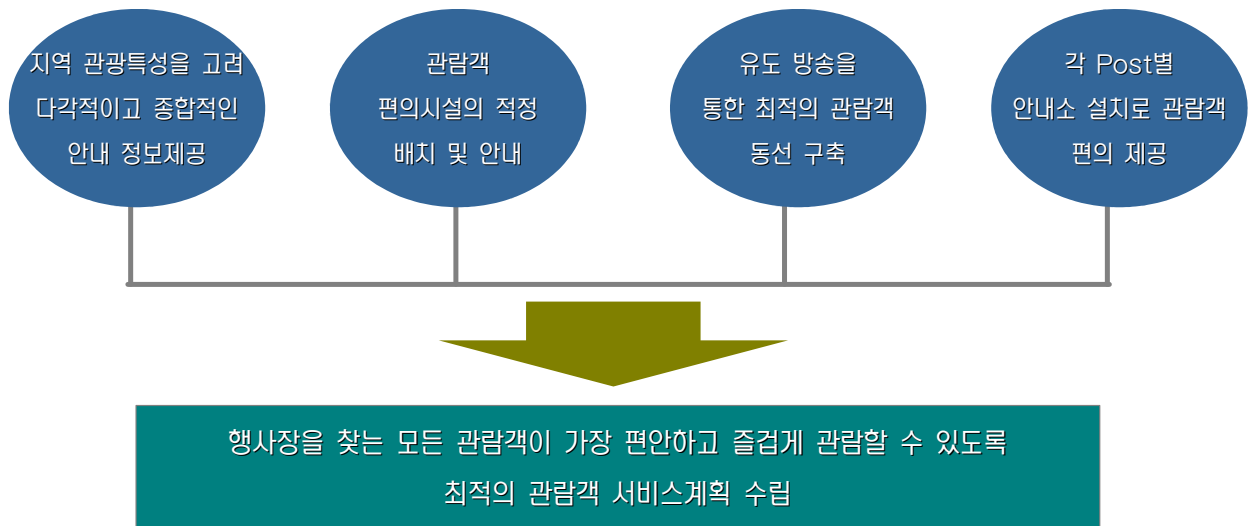 지역 관광특성을 고려
다각적이고 종합적인
안내 정보제공
관람객
편의시설의 적정
배치 및 안내
유도 방송을
통한 최적의 관람객
동선 구축
각 Post별
안내소 설치로 관람객
편의 제공
행사장을 찾는 모든 관람객이 가장 편안하고 즐겁게 관람할 수 있도록
최적의 관람객 서비스계획 수립